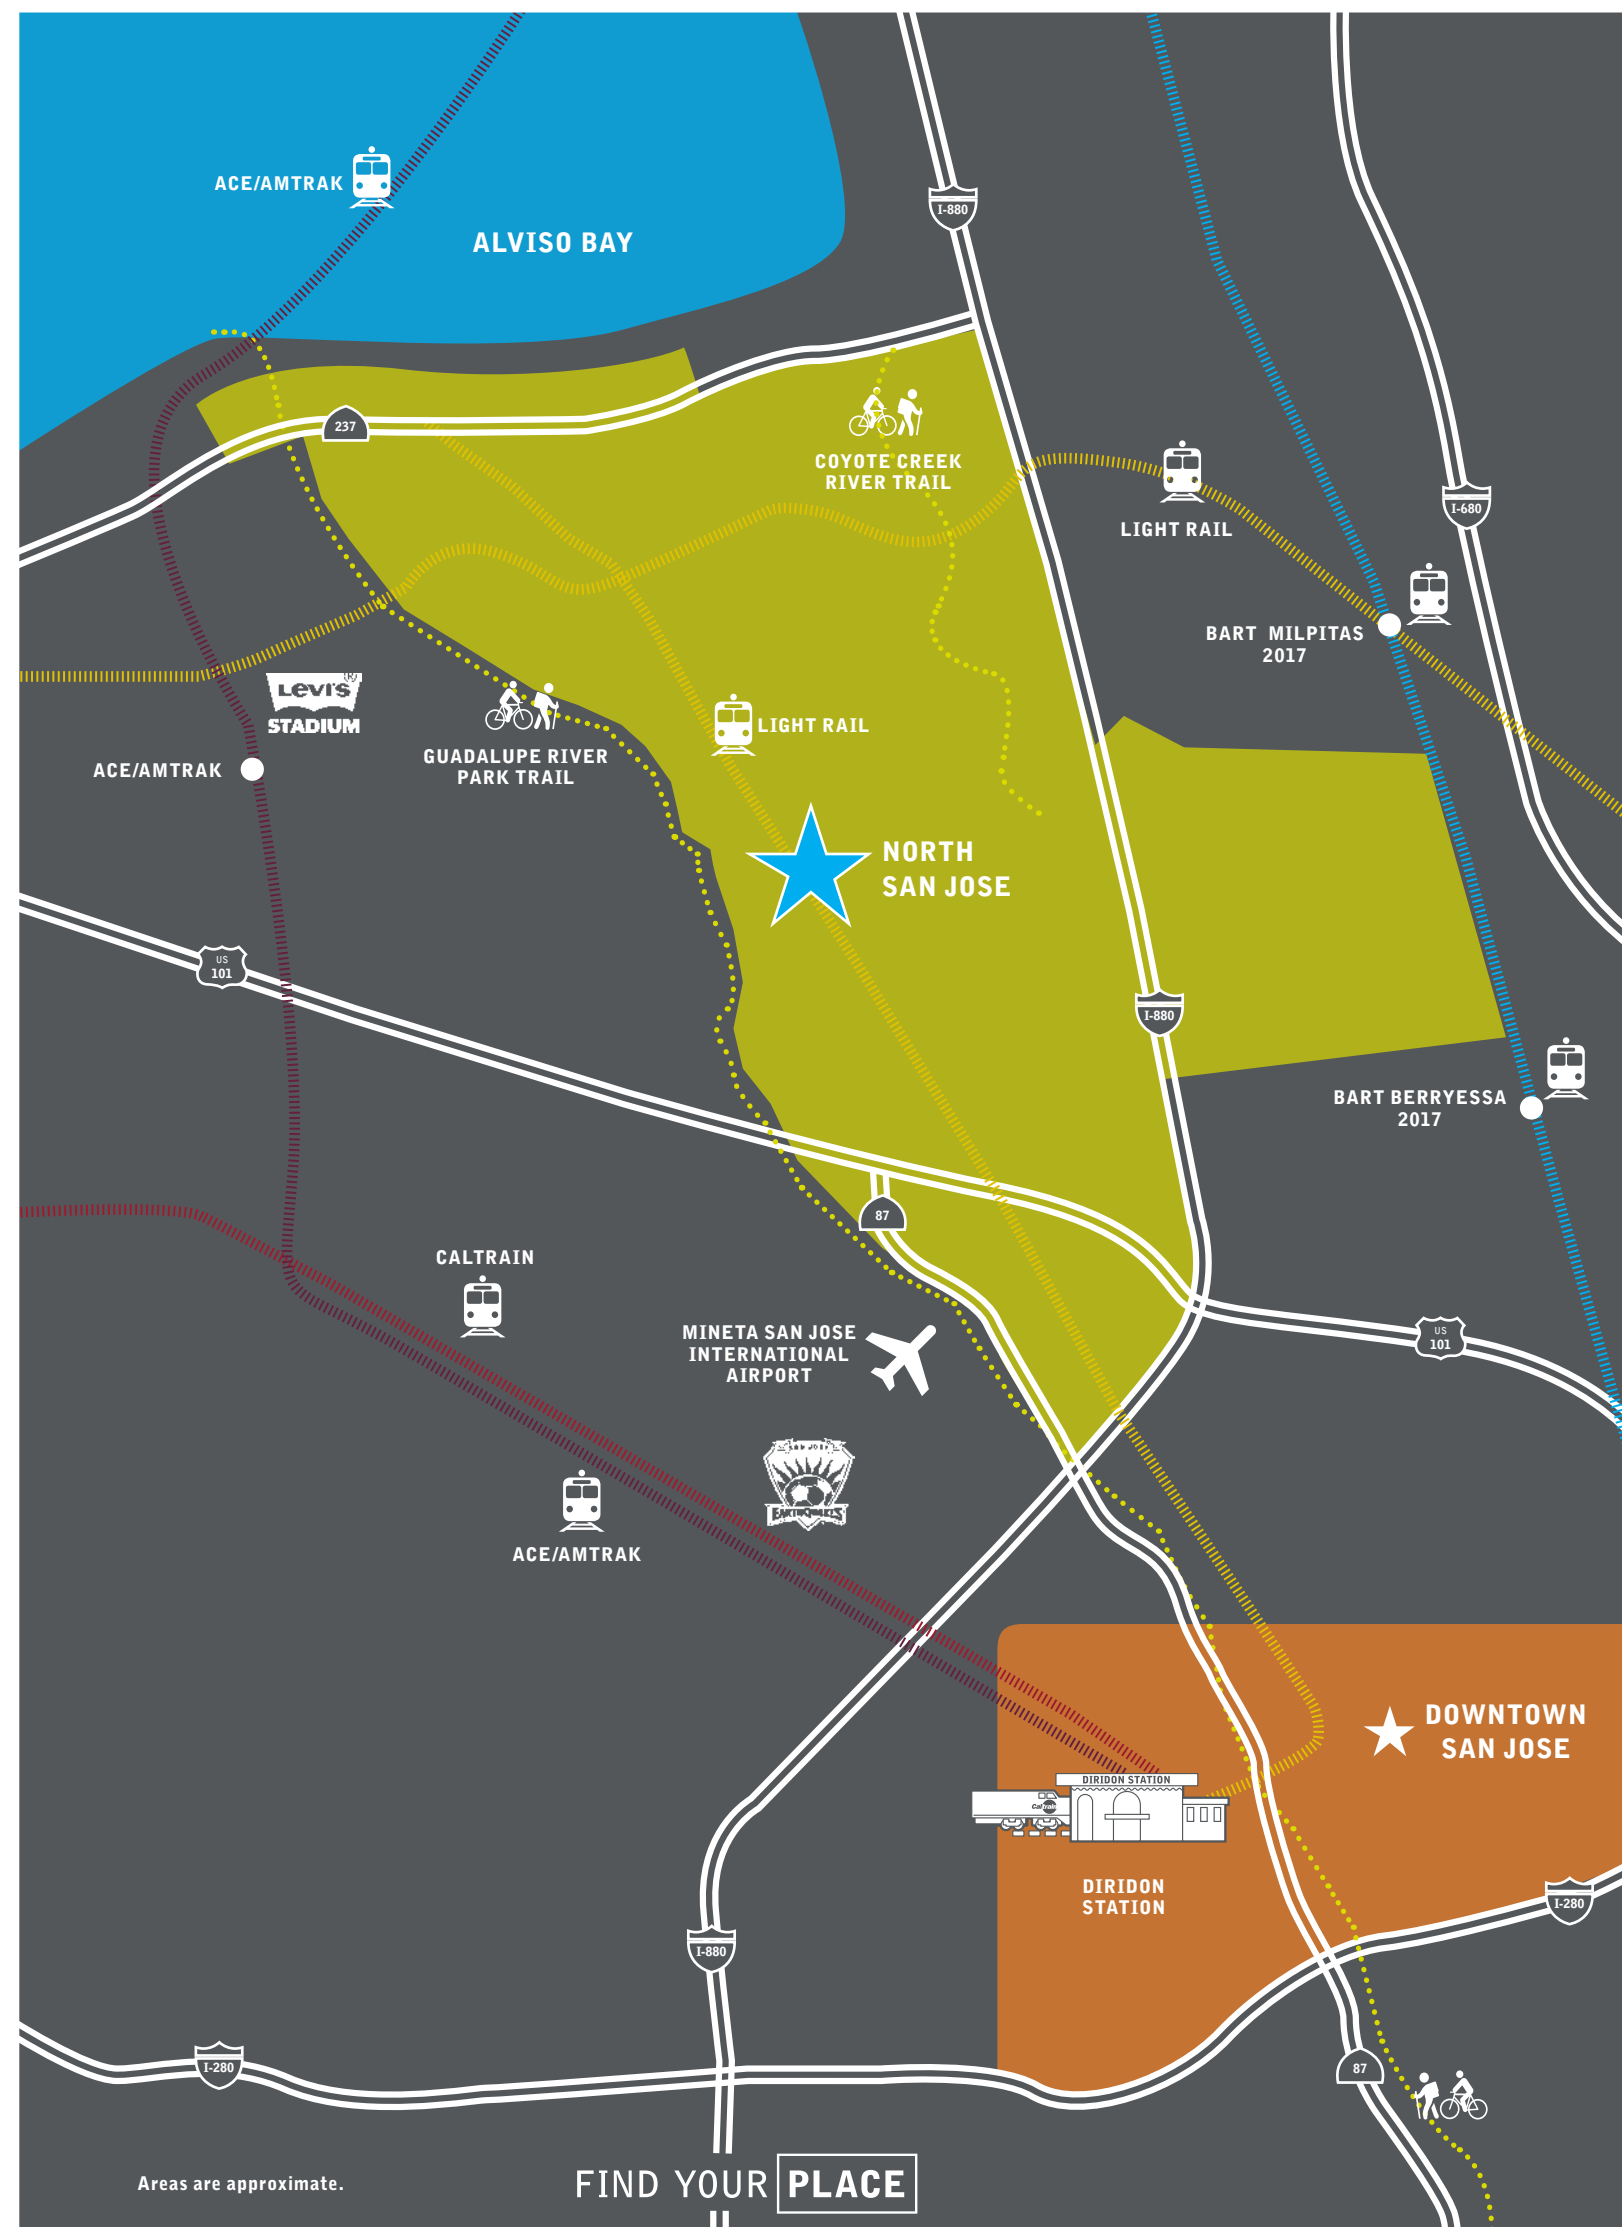 ACE/AMTRAK
ALVISO BAY
I-880
237
COYOTE CREEK
RIVER TRAIL
LIGHT RAIL
I-680
BART MILPITAS
2017
Levi's
STADIUM
ACE/AMTRAK
GUADALUPE RIVER
PARK TRAIL
LIGHT RAIL
NORTH
SAN JOSE
US
101
I-880
BART BERRYESSA
2017
87
CALTRAIN
MINETA SAN JOSE
INTERNATIONAL
AIRPORT
US
101
EARTHQUAKES
ACE/AMTRAK
DOWNTOWN
SAN JOSE
DIRIDON STATION
Caltrain
DIRIDON
STATION
I-280
I-880
I-280
87
Areas are approximate.
FIND YOUR PLACE